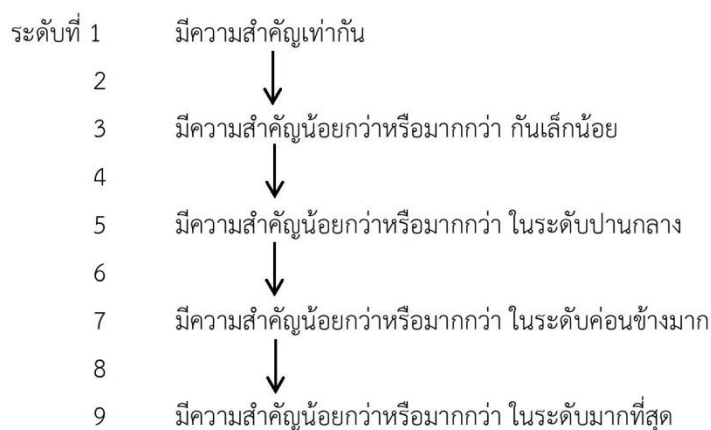 ระดับที่ 1 มีความสำคัญเท่ากัน
2
3 มีความสำคัญน้อยกว่าหรือมากกว่า กันเล็กน้อย
4
5 มีความสำคัญน้อยกว่าหรือมากกว่า ในระดับปานกลาง
6
7 มีความสำคัญน้อยกว่าหรือมากกว่า ในระดับค่อนข้างมาก
8
9 มีความสำคัญน้อยกว่าหรือมากกว่า ในระดับมากที่สุด